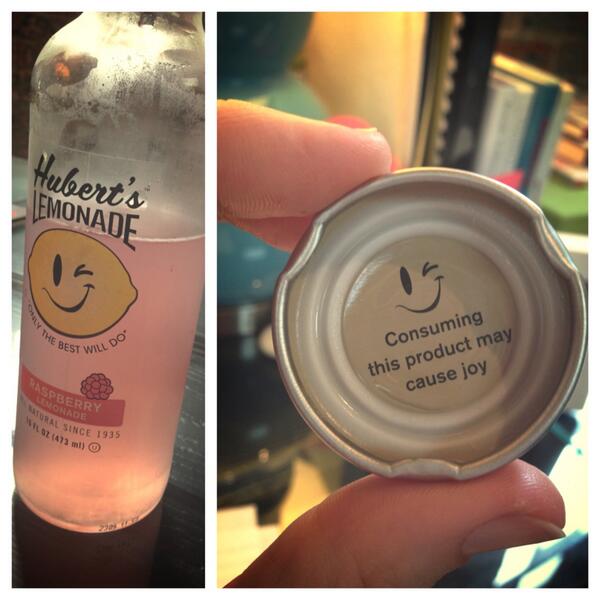 Hubert's
LEMONADE
"ONLY THE BEST WILL DO"
RASPBERRY
LEMONADE
NATURAL SINCE 1935
16 FL OZ (473 ml) U
Consuming
this product may
cause joy